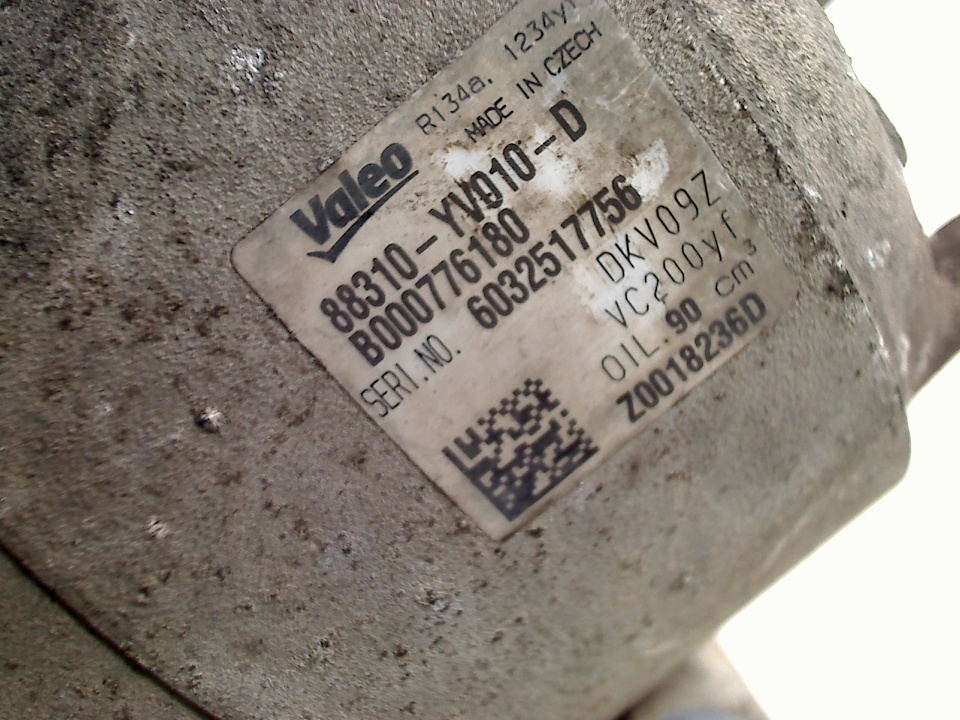 R134a, 1234yf
Valeo MADE IN CZECH
88310-YV010-D
B000776180
SERI.NO. 6032517756
DKV09Z
VC200yf
OIL.90 cm³
Z0018236D